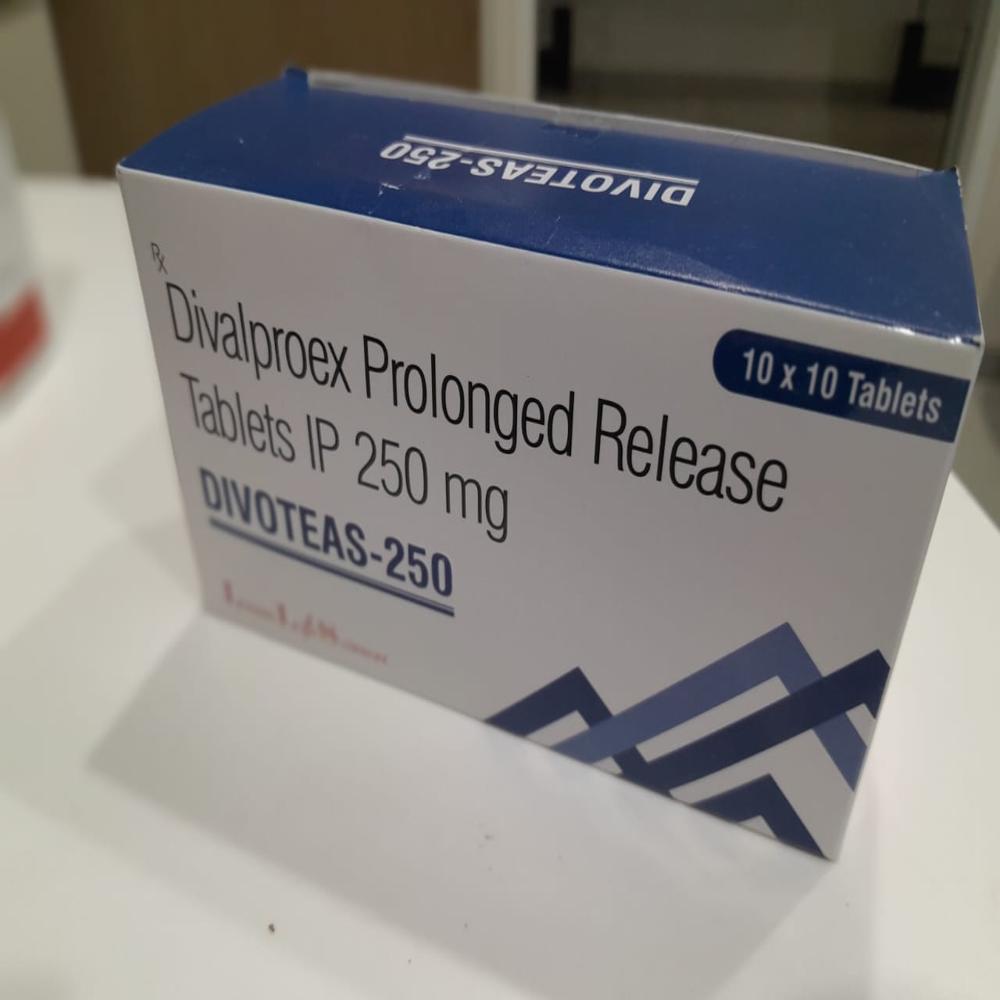 DIVOTEAS-250
Rx
Divalproex Prolonged Release
Tablets IP 250 mg
10 x 10 Tablets
DIVOTEAS-250